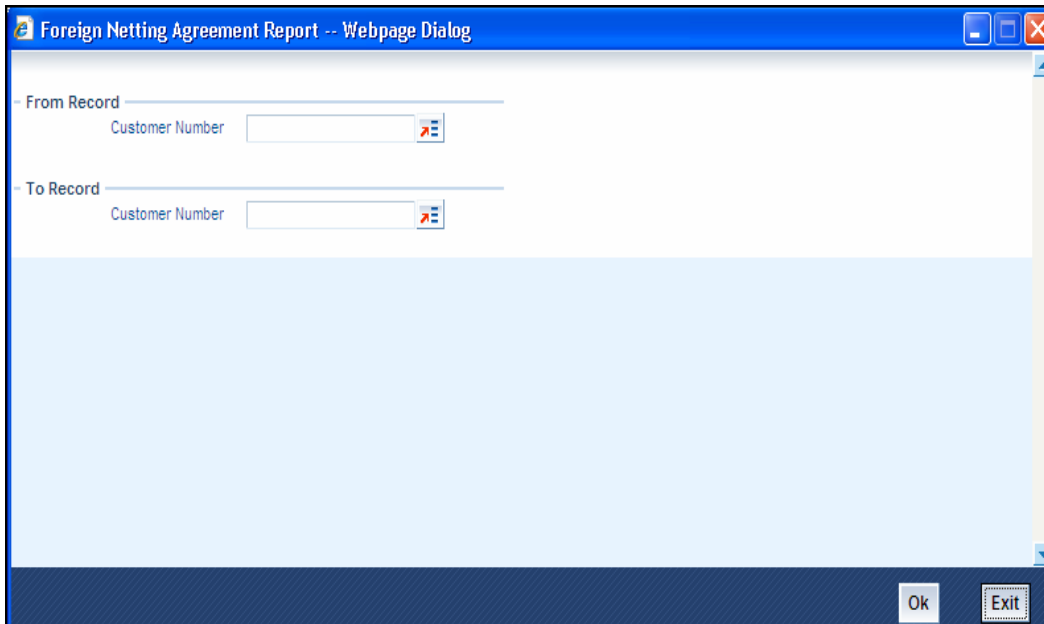 Foreign Netting Agreement Report -- Webpage Dialog
From Record
Customer Number
To Record
Customer Number
Ok Exit